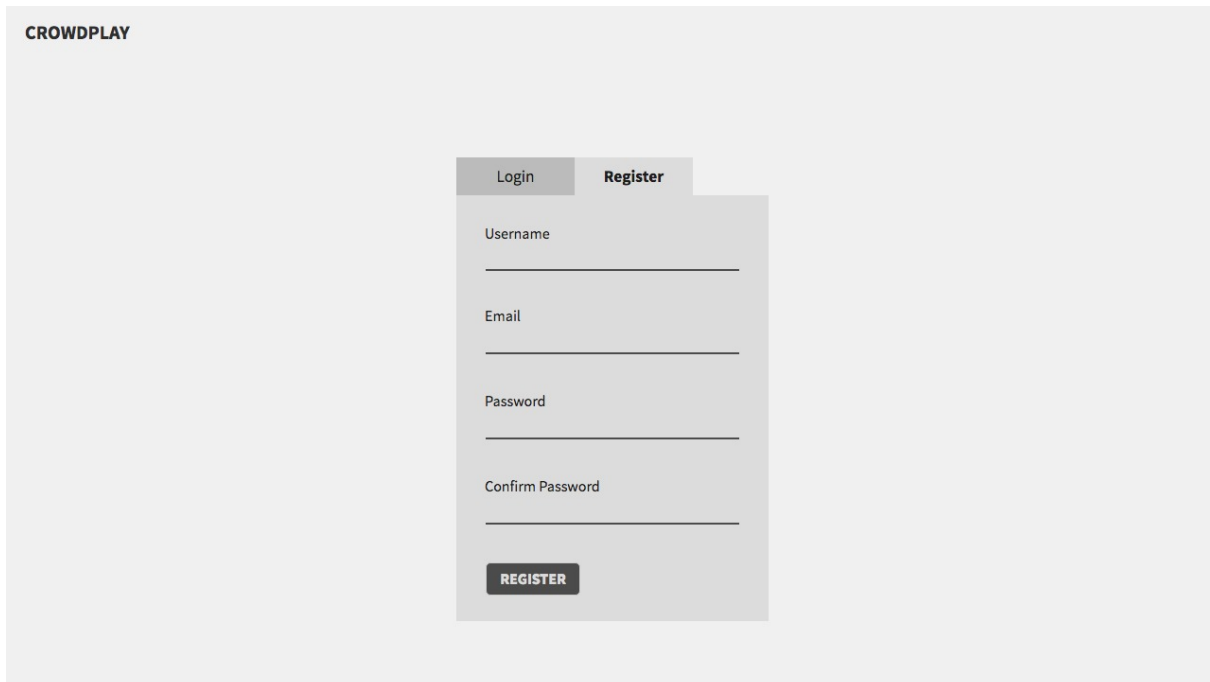 CROWDPLAY
Login Register
Username
Email
Password
Confirm Password
REGISTER